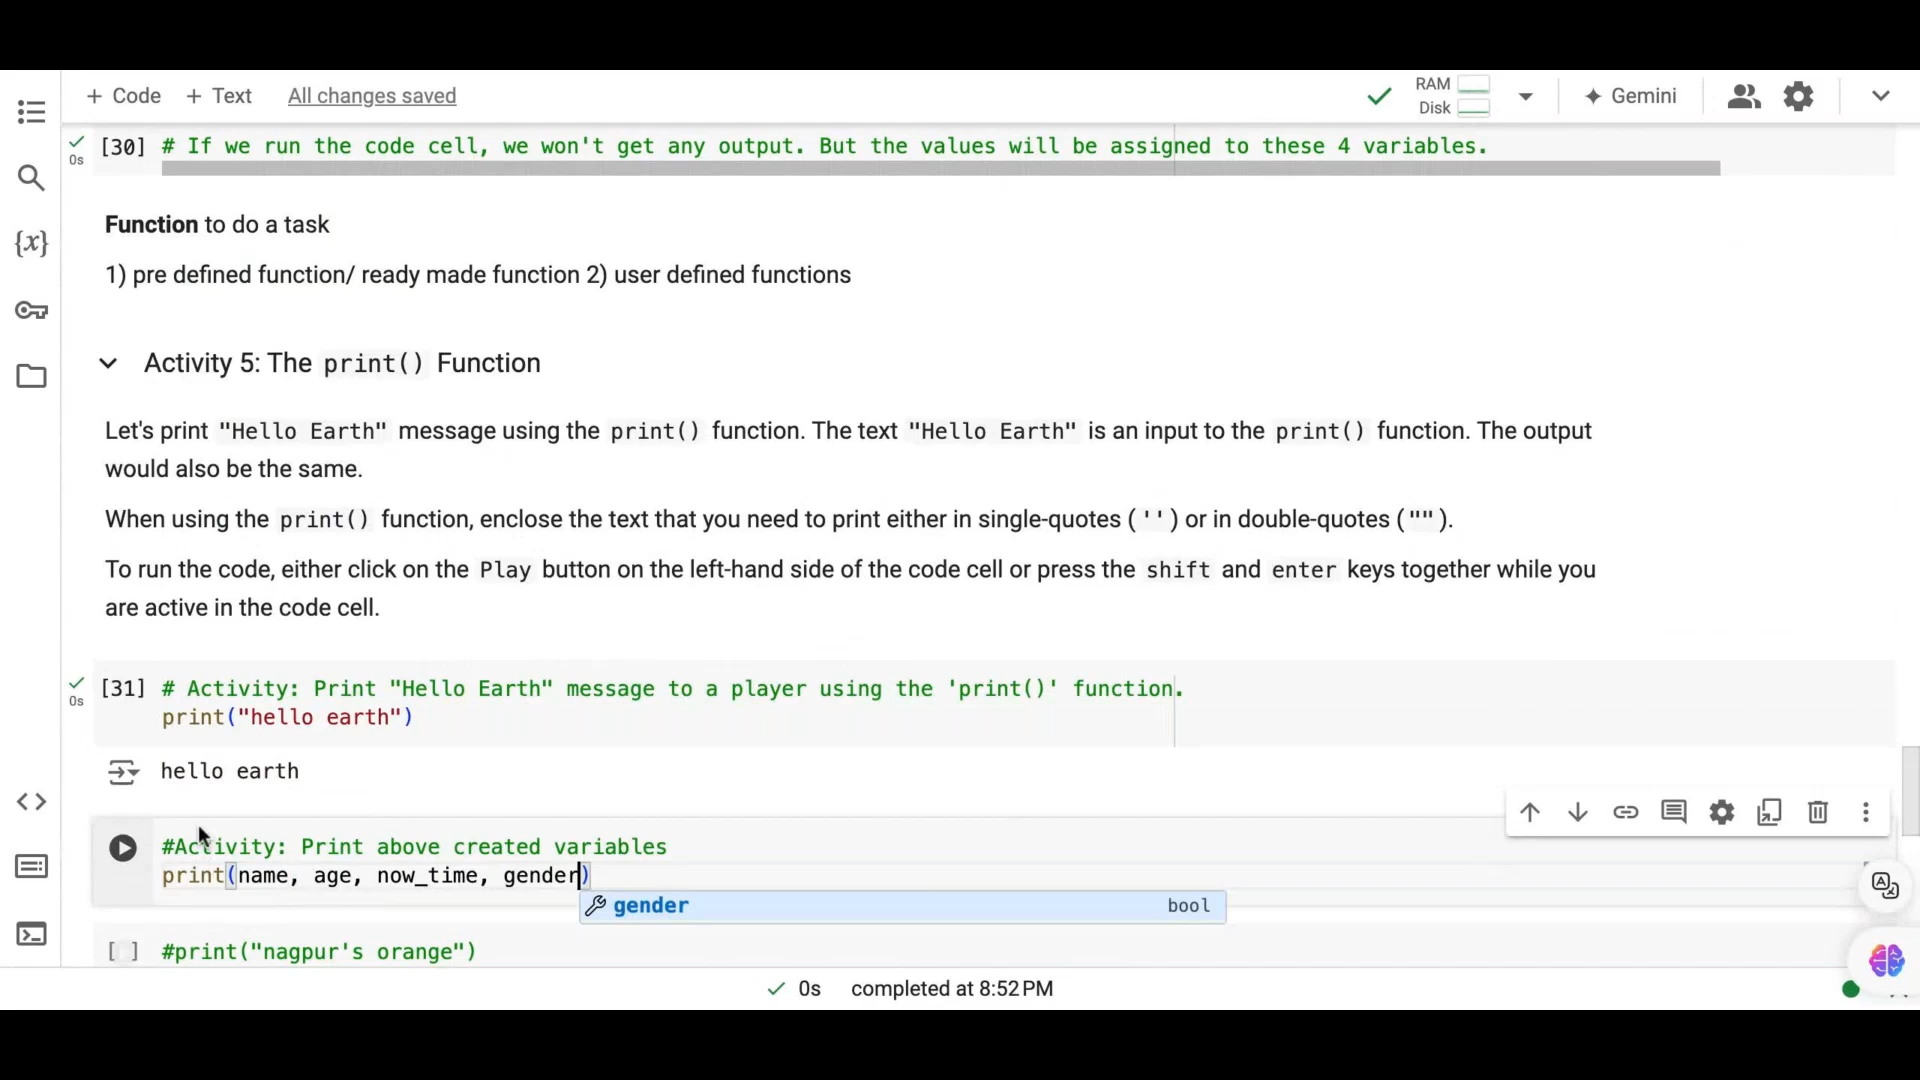 + Code + Text All changes saved
RAM
Disk
Gemini
0s [30] # If we run the code cell, we won't get any output. But the values will be assigned to these 4 variables.
Function to do a task
1) pre defined function/ ready made function 2) user defined functions
Activity 5: The print() Function
Let's print "Hello Earth" message using the print() function. The text "Hello Earth" is an input to the print() function. The output
would also be the same.
When using the print() function, enclose the text that you need to print either in single-quotes ('') or in double-quotes ("").
To run the code, either click on the Play button on the left-hand side of the code cell or press the shift and enter keys together while you
are active in the code cell.
0s [31] # Activity: Print "Hello Earth" message to a player using the 'print()' function.
print("hello earth")
hello earth
#Activity: Print above created variables
print(name, age, now_time, gender)
gender bool
[ ] #print("nagpur's orange")
0s completed at 8:52 PM